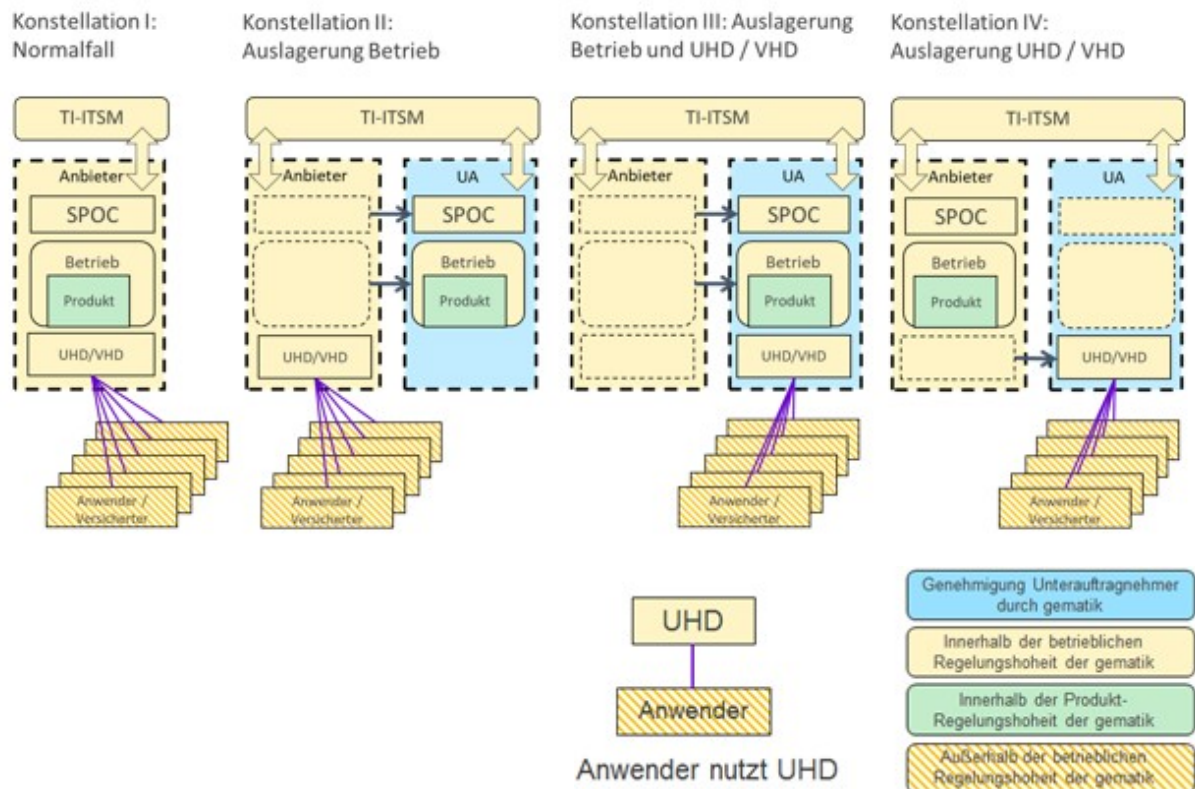 Konstellation I:
Normalfall
Konstellation II:
Auslagerung Betrieb
Konstellation III: Auslagerung
Betrieb und UHD / VHD
Konstellation IV:
Auslagerung UHD / VHD
TI-ITSM
Anbieter
SPOC
Betrieb
Produkt
UHD/VHD
Anwender /
Versicherter
TI-ITSM
Anbieter
UA
SPOC
Betrieb
Produkt
UHD/VHD
Anwender /
Versicherter
TI-ITSM
Anbieter
UA
SPOC
Betrieb
Produkt
UHD/VHD
Anwender /
Versicherter
TI-ITSM
Anbieter
UA
SPOC
Betrieb
Produkt
UHD/VHD
Anwender /
Versicherter
UHD
Anwender
Anwender nutzt UHD
Genehmigung Unterauftragnehmer
durch gematik
Innerhalb der betrieblichen
Regelungshoheit der gematik
Innerhalb der Produkt-
Regelungshoheit der gematik
Außerhalb der betrieblichen
Regelungshoheit der gematik